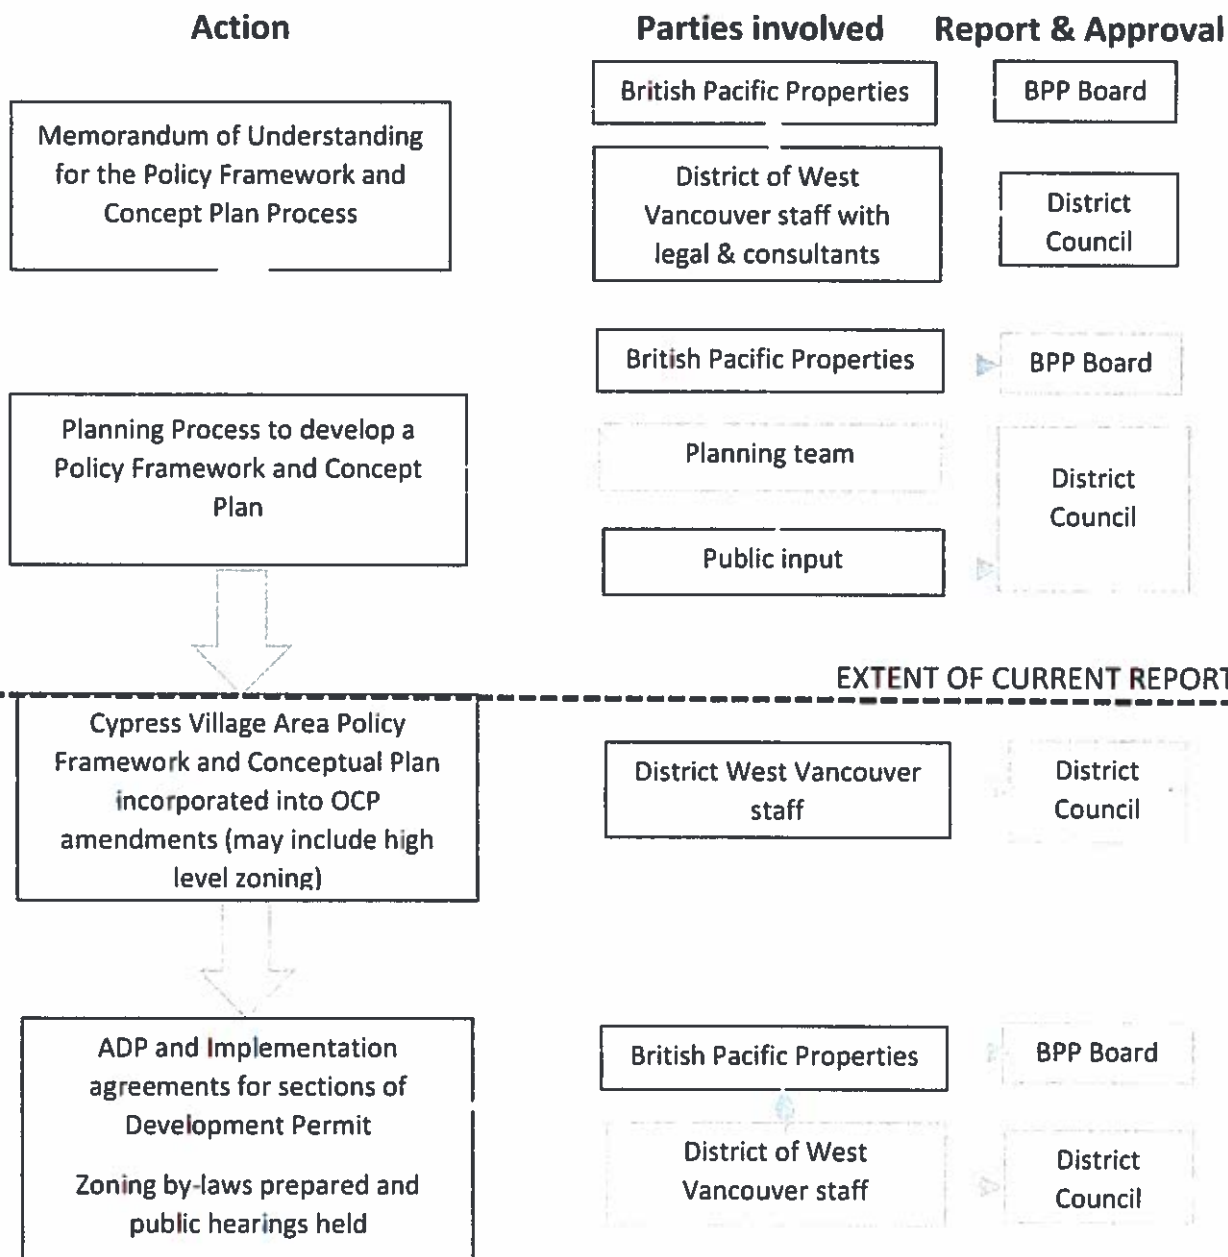 Action
Parties involved
Report & Approval
Memorandum of Understanding
for the Policy Framework and
Concept Plan Process
British Pacific Properties
BPP Board
District of West
Vancouver staff with
legal & consultants
District
Council
Planning Process to develop a
Policy Framework and Concept
Plan
British Pacific Properties
BPP Board
Planning team
District
Council
Public input
EXTENT OF CURRENT REPORT
Cypress Village Area Policy
Framework and Conceptual Plan
incorporated into OCP
amendments (may include high
level zoning)
District West Vancouver
staff
District
Council
ADP and Implementation
agreements for sections of
Development Permit
Zoning by-laws prepared and
public hearings held
British Pacific Properties
BPP Board
District of West
Vancouver staff
District
Council